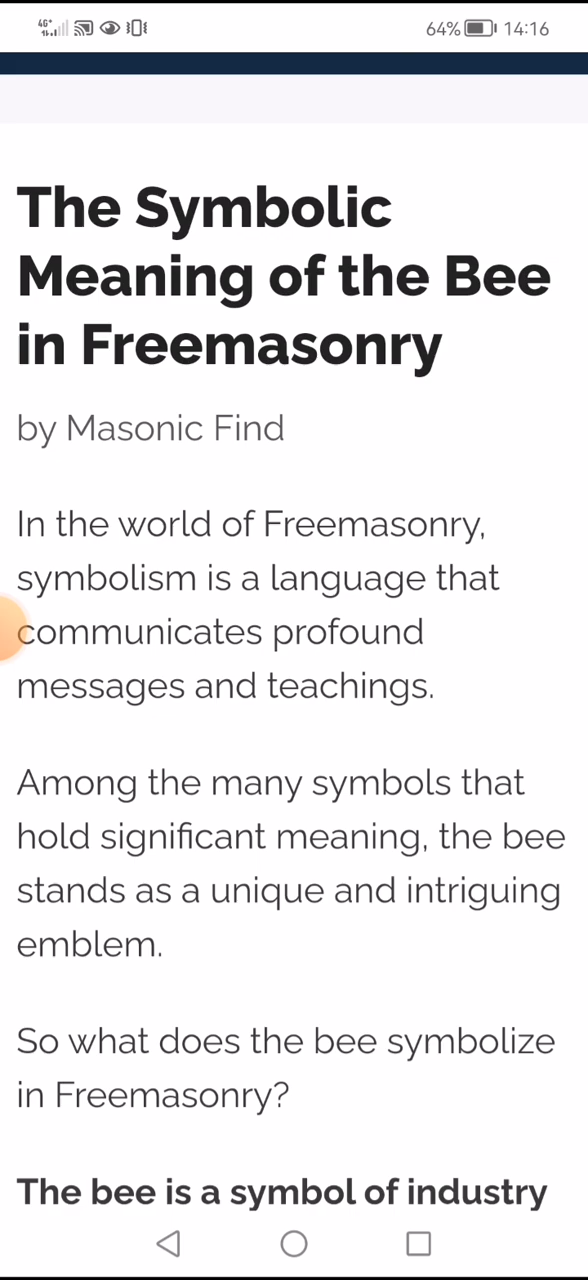 4G+ 64% 14:16
The Symbolic
Meaning of the Bee
in Freemasonry
by Masonic Find
In the world of Freemasonry,
symbolism is a language that
communicates profound
messages and teachings.
Among the many symbols that
hold significant meaning, the bee
stands as a unique and intriguing
emblem.
So what does the bee symbolize
in Freemasonry?
The bee is a symbol of industry